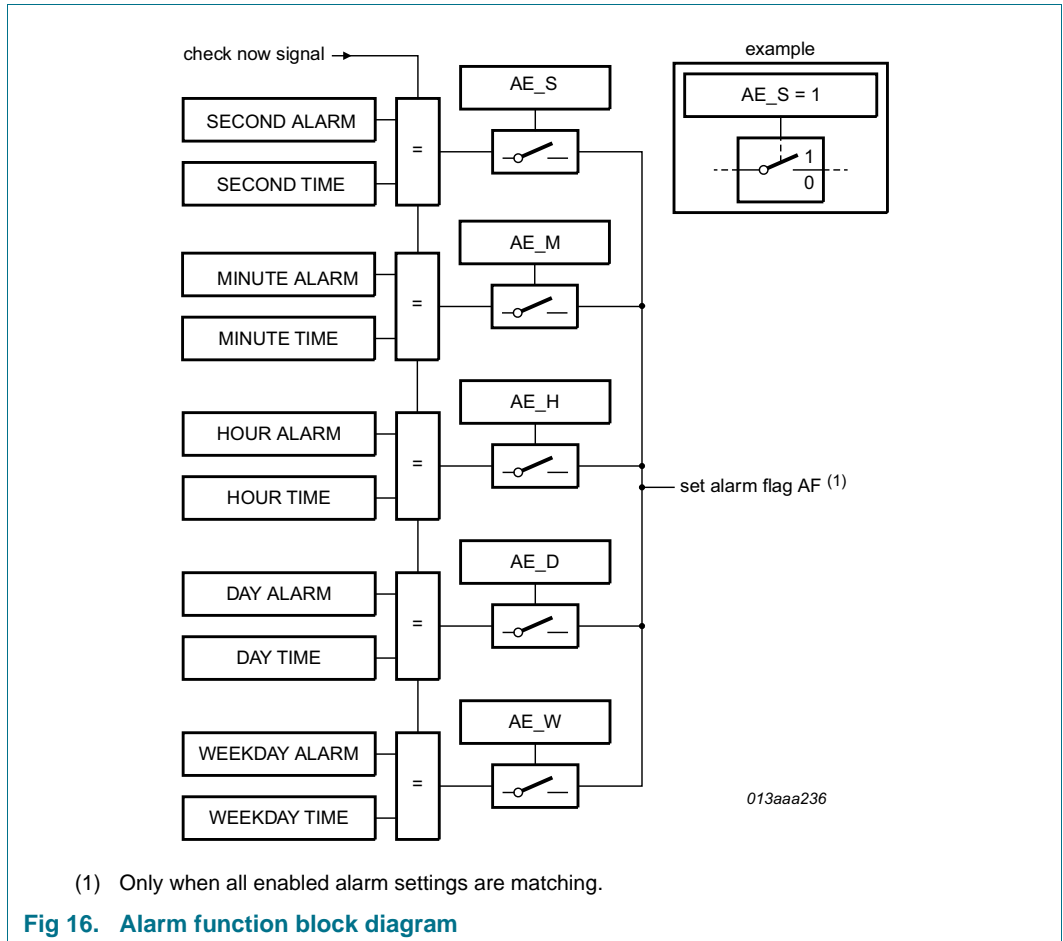 check now signal
example
AE_S
AE_S = 1
SECOND ALARM
=
1
SECOND TIME
0
AE_M
MINUTE ALARM
=
MINUTE TIME
AE_H
HOUR ALARM
=
HOUR TIME
set alarm flag AF (1)
AE_D
DAY ALARM
=
DAY TIME
AE_W
WEEKDAY ALARM
=
WEEKDAY TIME
013aaa236
(1) Only when all enabled alarm settings are matching.
Fig 16. Alarm function block diagram